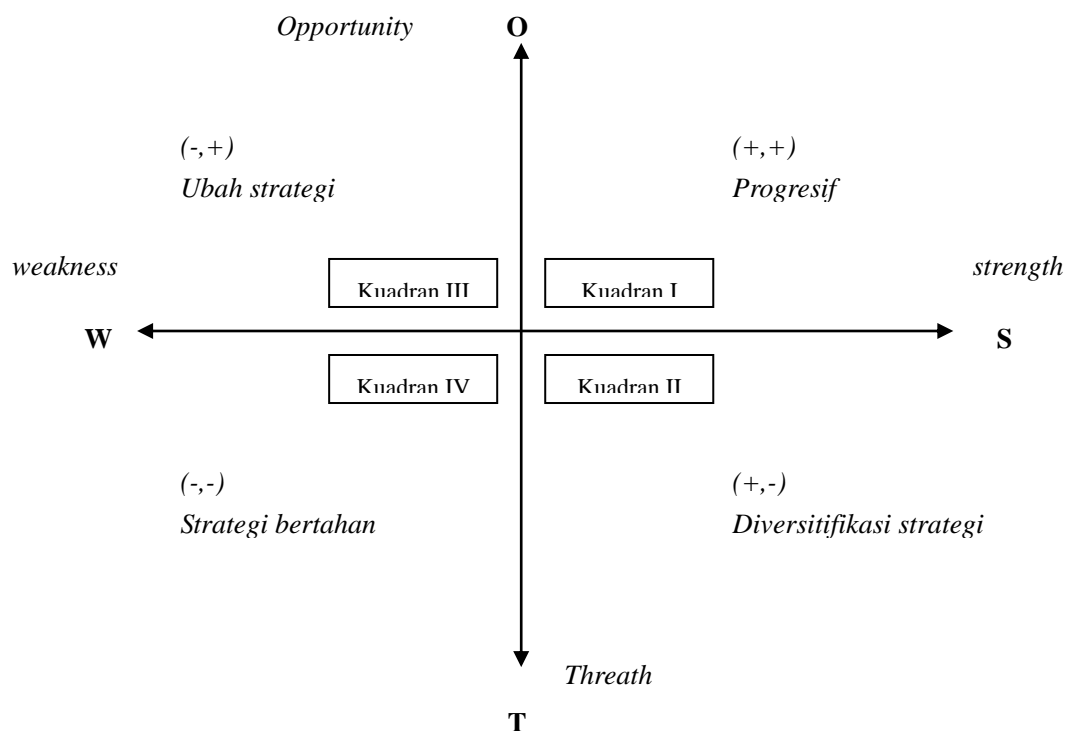 Opportunity O
(-,+) (+,+)
Ubah strategi Progresif
weakness strength
Kuadran III Kuadran I
W S
Kuadran IV Kuadran II
(-,-) (+,-)
Strategi bertahan Diversitifikasi strategi
Threath
T